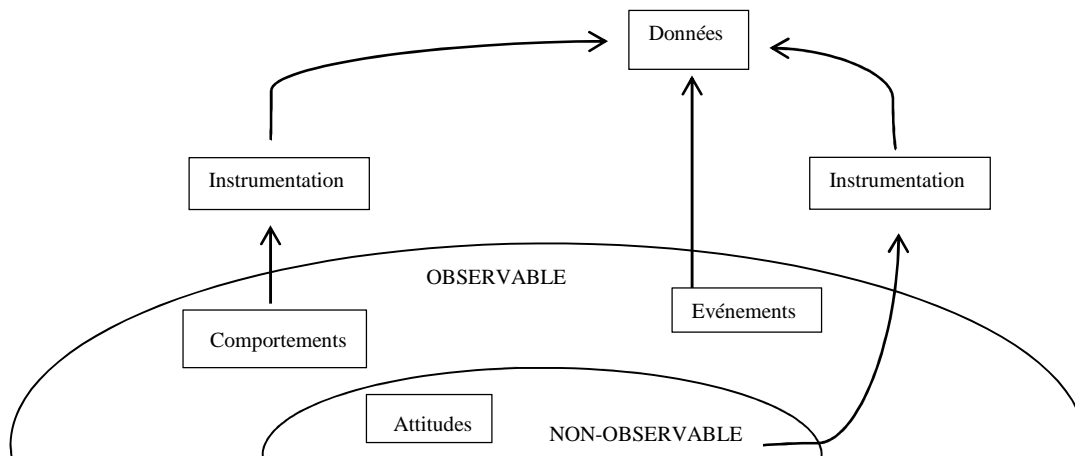 Données
Instrumentation
Instrumentation
OBSERVABLE
Evénements
Comportements
Attitudes
NON-OBSERVABLE